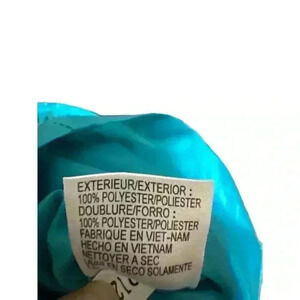 EXTERIEUR/EXTERIOR :
100% POLYESTER/POLIESTER
DOUBLURE/FORRO :
100% POLYESTER/POLIESTER
FABRIQUE EN VIET-NAM
HECHO EN VIETNAM
NETTOYER A SEC
EN SECO SOLAMENTE